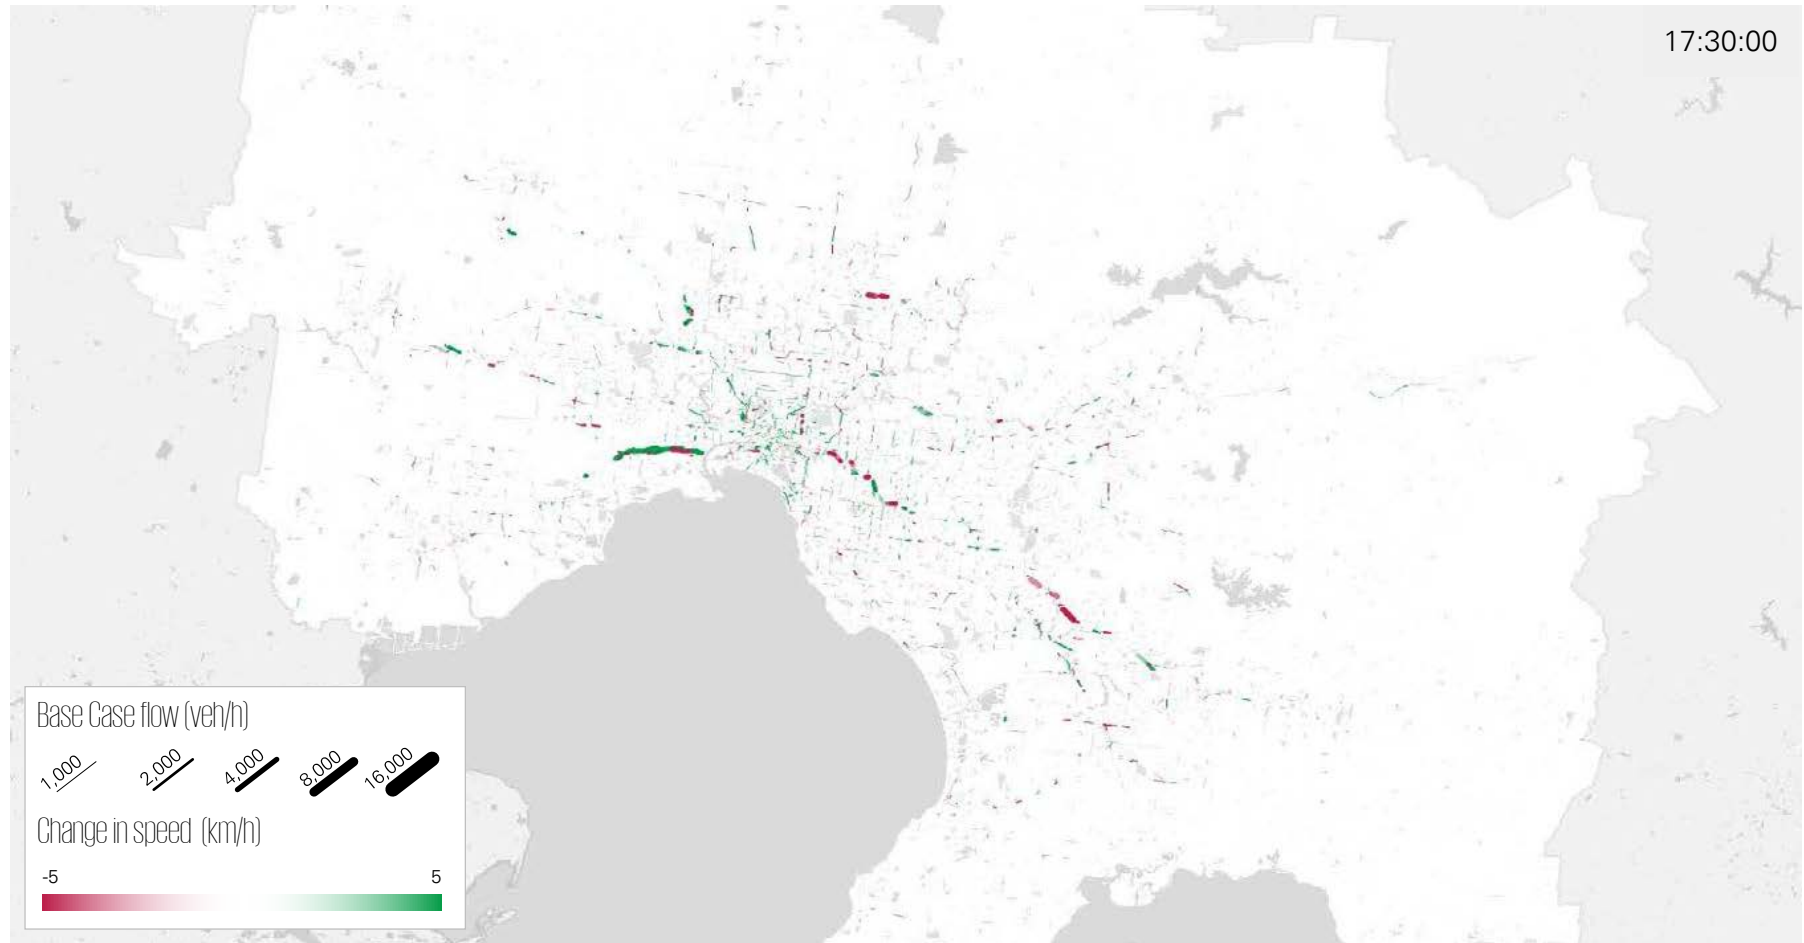 17:30:00
Base Case flow (veh/h)
1,000 2,000 4,000 8,000 16,000
Change in speed (km/h)
-5 5